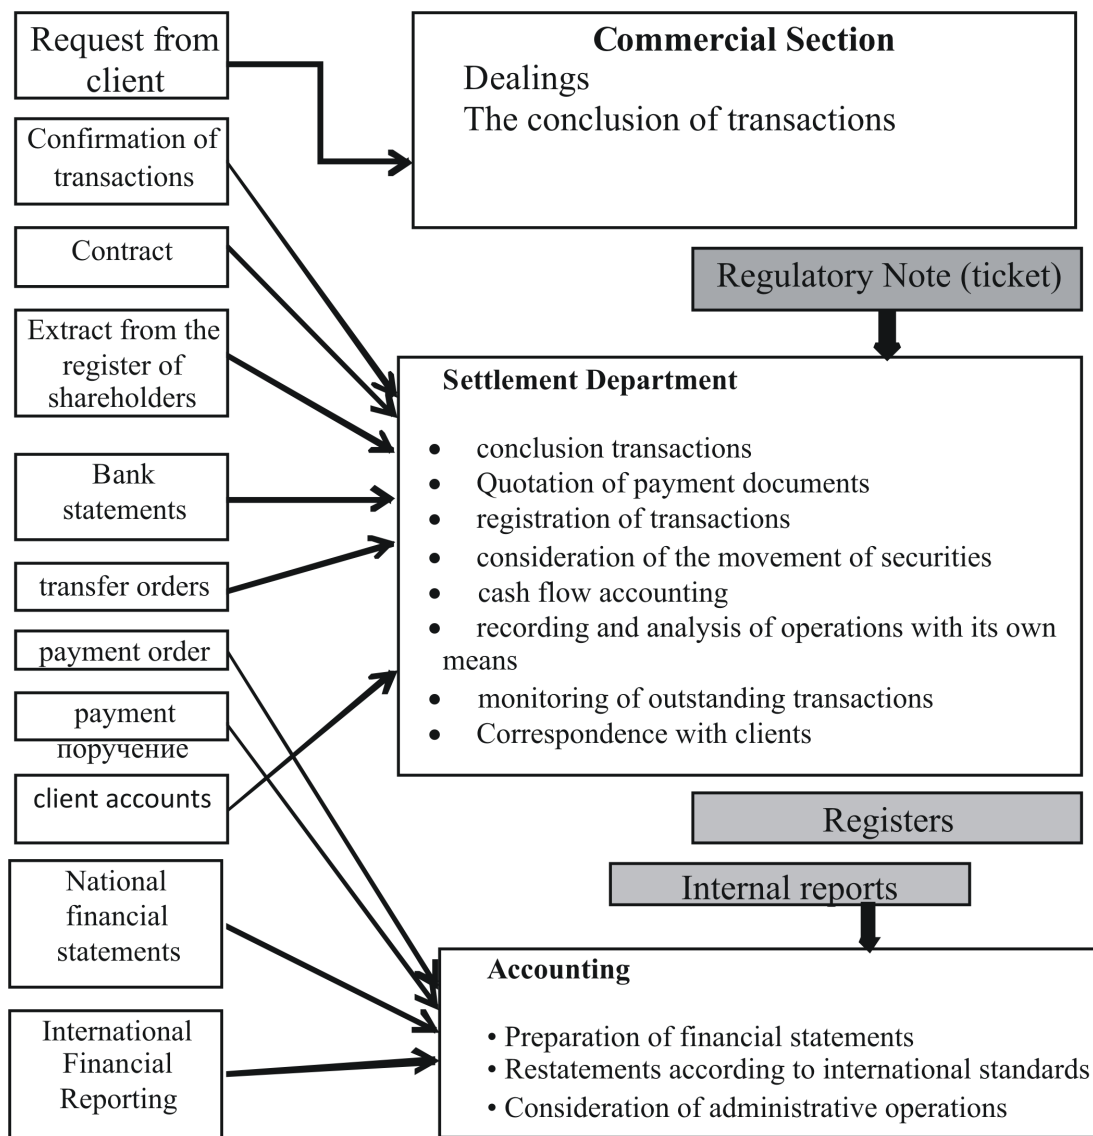 Request from
client
Commercial Section
Dealings
The conclusion of transactions
Confirmation of
transactions
Contract
Regulatory Note (ticket)
Extract from the
register of
shareholders
Settlement Department
• conclusion transactions
• Quotation of payment documents
• registration of transactions
• consideration of the movement of securities
• cash flow accounting
• recording and analysis of operations with its own
means
• monitoring of outstanding transactions
• Correspondence with clients
Bank
statements
transfer orders
payment order
payment
поручение
client accounts
Registers
Internal reports
National
financial
statements
Accounting
• Preparation of financial statements
• Restatements according to international standards
• Consideration of administrative operations
International
Financial
Reporting